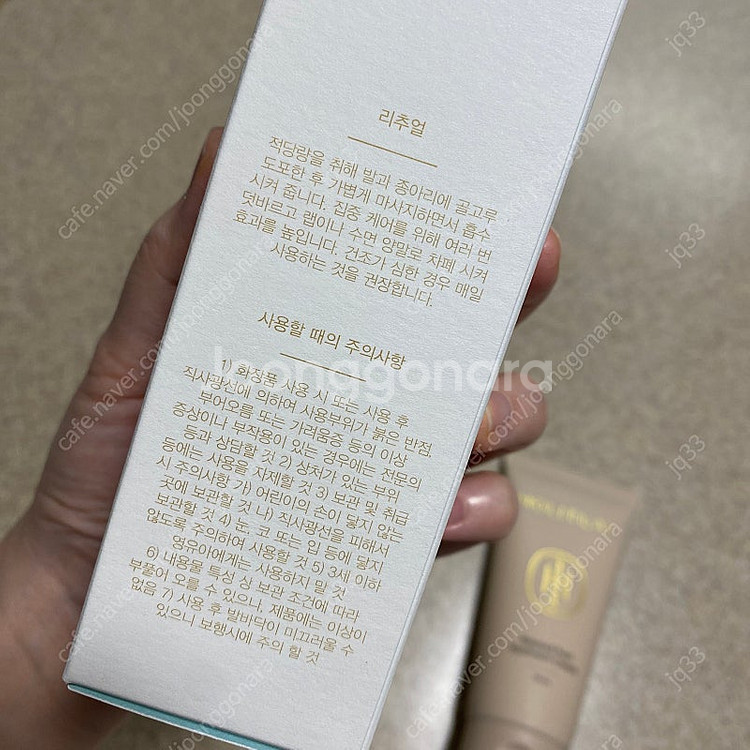 리추얼
적당량을 취해 발과 종아리에 골고루
도포한 후 가볍게 마사지하면서 흡수
시켜 줍니다. 집중 케어를 위해 여러 번
덧바르고 랩이나 수면 양말로 차폐 시켜
효과를 높입니다. 건조가 심한 경우 매일
사용하는 것을 권장합니다.
사용할 때의 주의사항
1) 화장품 사용 시 또는 사용 후
직사광선에 의하여 사용부위가 붉은 반점,
부어오름 또는 가려움증 등의 이상
증상이나 부작용이 있는 경우에는 전문의
등과 상담할 것 2) 상처가 있는 부위
등에는 사용을 자제할 것 3) 보관 및 취급
시 주의사항 가) 어린이의 손이 닿지 않는
곳에 보관할 것 나) 직사광선을 피해서
보관할 것 4) 눈, 코 또는 입 등에 닿지
않도록 주의하여 사용할 것 5) 3세 이하
영유아에게는 사용하지 말 것
6) 내용물 특성 상 보관 조건에 따라
부풀이 오를 수 있으나, 제품에는 이상이
없음 7) 사용 후 발바닥이 미끄러울 수
있으니 보행시에 주의 할 것
Joonggonara
cafe.naver.com/joonggonara
jq33